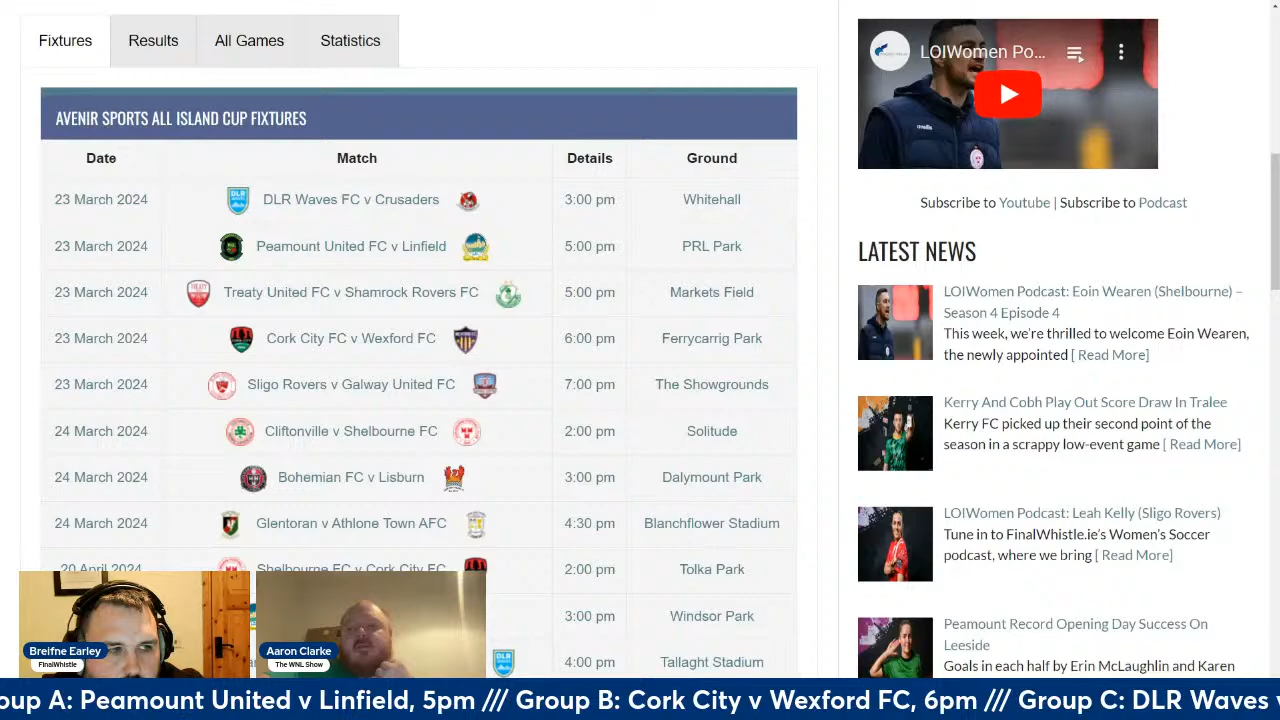 Fixtures Results All Games Statistics
AVENIR SPORTS ALL ISLAND CUP FIXTURES
Date Match Details Ground
23 March 2024 DLR Waves FC v Crusaders 3:00 pm Whitehall
23 March 2024 Peamount United FC v Linfield 5:00 pm PRL Park
23 March 2024 Treaty United FC v Shamrock Rovers FC 5:00 pm Markets Field
23 March 2024 Cork City FC v Wexford FC 6:00 pm Ferrycarrig Park
23 March 2024 Sligo Rovers v Galway United FC 7:00 pm The Showgrounds
24 March 2024 Cliftonville v Shelbourne FC 2:00 pm Solitude
24 March 2024 Bohemian FC v Lisburn 3:00 pm Dalymount Park
24 March 2024 Glentoran v Athlone Town AFC 4:30 pm Blanchflower Stadium
20 April 2024 Shelbourne FC v Cork City FC 2:00 pm Tolka Park
3:00 pm Windsor Park
4:00 pm Tallaght Stadium
LOIWomen Po...
Subscribe to Youtube | Subscribe to Podcast
LATEST NEWS
LOIWomen Podcast: Eoin Wearen (Shelbourne) –
Season 4 Episode 4
This week, we're thrilled to welcome Eoin Wearen,
the newly appointed [ Read More]
Kerry And Cobh Play Out Score Draw In Tralee
Kerry FC picked up their second point of the
season in a scrappy low-event game [ Read More]
LOIWomen Podcast: Leah Kelly (Sligo Rovers)
Tune in to FinalWhistle.ie's Women's Soccer
podcast, where we bring [ Read More]
Peamount Record Opening Day Success On
Leeside
Goals in each half by Erin McLaughlin and Karen
Breifne Earley
FinalWhistle
Aaron Clarke
The WNL Show
oup A: Peamount United v Linfield, 5pm /// Group B: Cork City v Wexford FC, 6pm /// Group C: DLR Waves